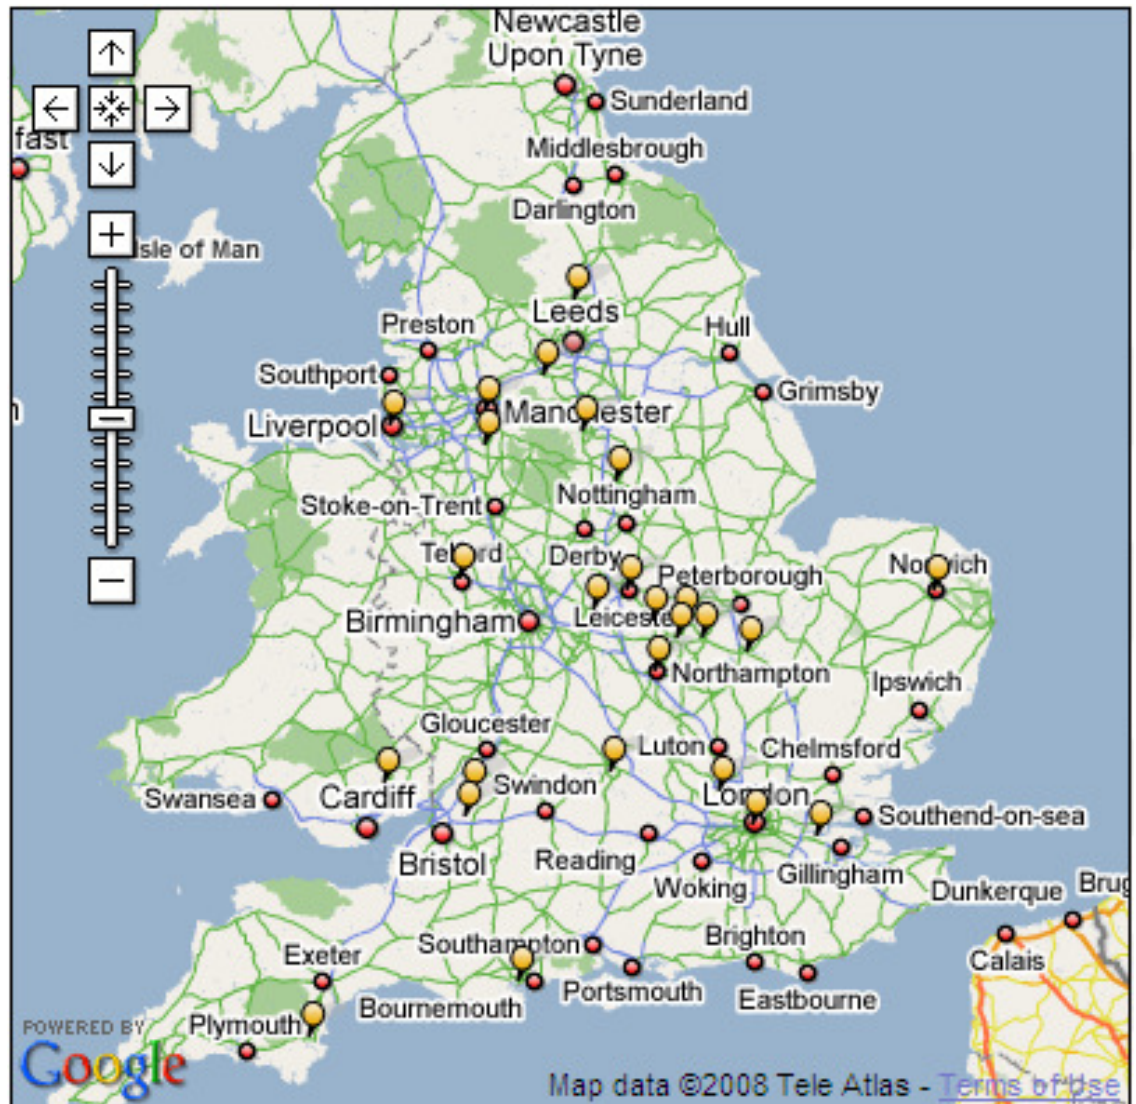 Newcastle
Upon Tyne
Sunderland
fast
Middlesbrough
Darlington
Isle of Man
Leeds
Preston
Hull
Southport
Grimsby
Liverpool
Manchester
Nottingham
Stoke-on-Trent
Telford
Derby
Norwich
Peterborough
Leicester
Birmingham
Northampton
Ipswich
Gloucester
Luton
Chelmsford
Swindon
London
Cardiff
Swansea
Southend-on-sea
Bristol
Reading
Gillingham
Woking
Dunkerque
Brug
Southampton
Brighton
Exeter
Calais
Portsmouth
Eastbourne
Bournemouth
Plymouth
POWERED BY
Google
Map data ©2008 Tele Atlas - Terms of Use